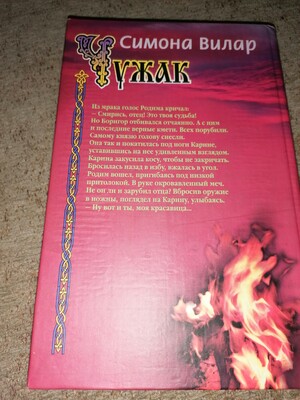 Симона Вилар
Чужак
Из мрака голос Родима кричал:
– Смирись, отец! Это твоя судьба!
Но Боригор отбивался отчаянно. А с ним
и последние верные кмети. Всех порубили.
Самому князю голову снесли.
Она так и покатилась под ноги Карине,
уставившись на нее удивленным взглядом.
Карина закусила косу, чтобы не закричать.
Бросилась назад в избу, вжалась в угол.
Родим вошел, пригибаясь под низкой
притолокой. В руке окровавленный меч.
Не он ли и зарубил отца? Вбросив оружие
в ножны, поглядел на Карину, улыбаясь.
– Ну вот и ты, моя красавица...